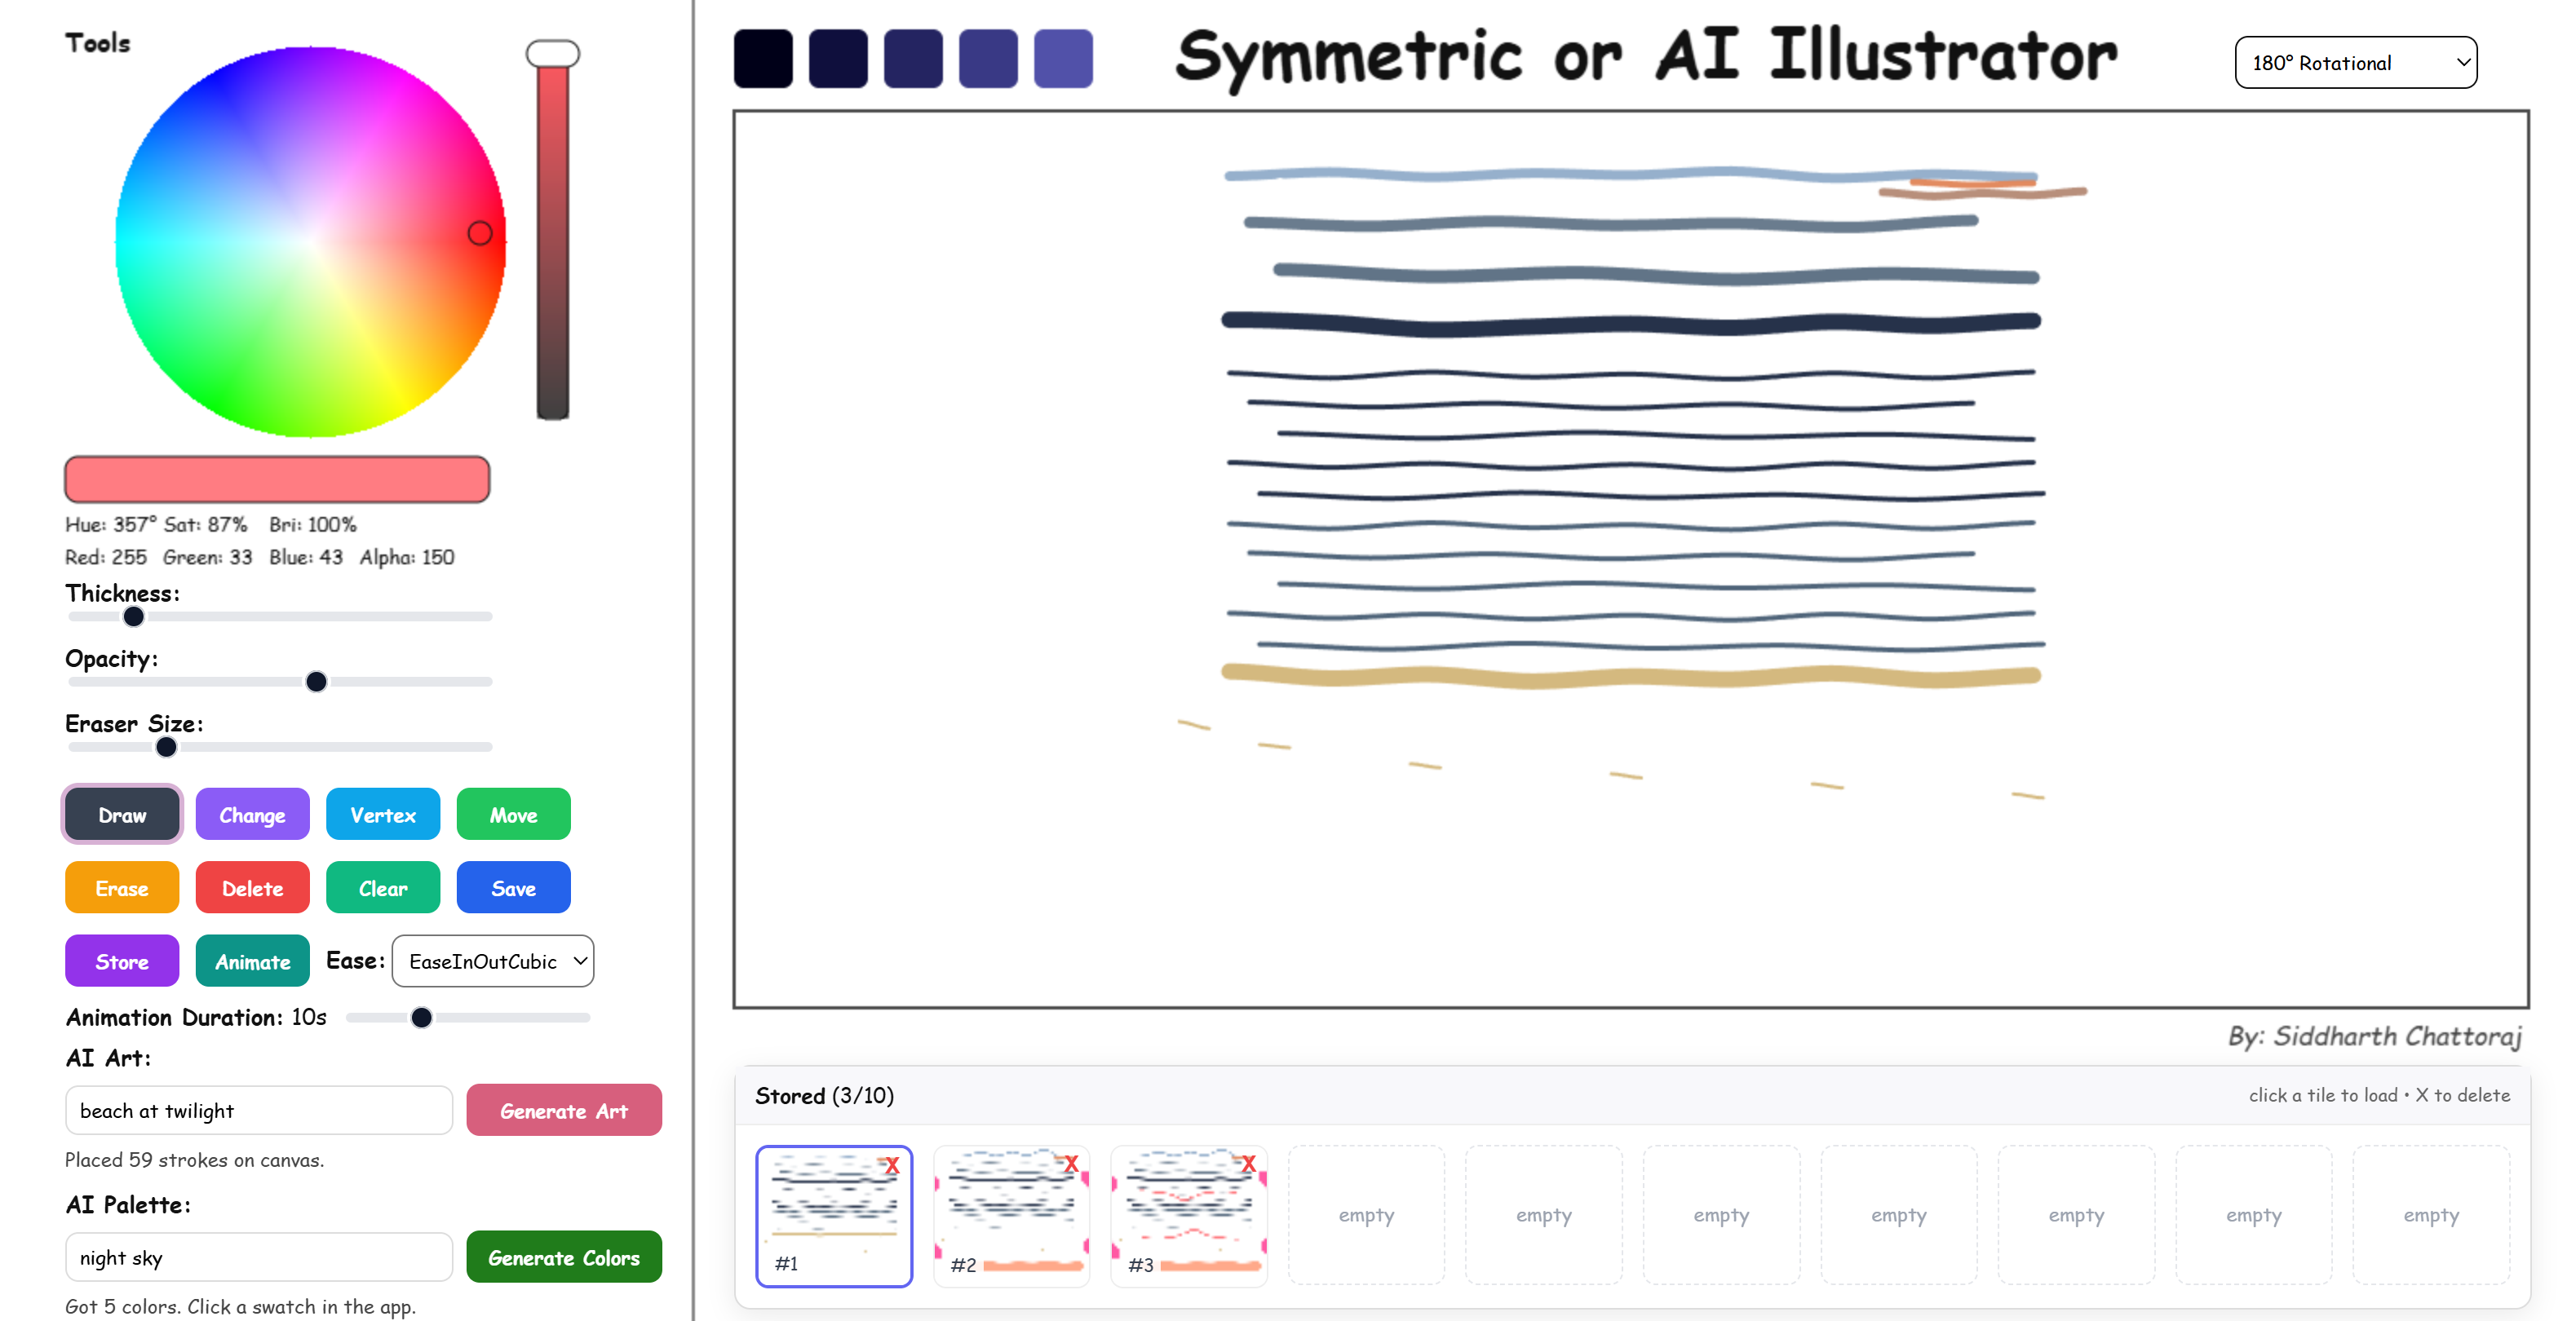 Tools
Symmetric or AI Illustrator
180° Rotational
Hue: 357° Sat: 87% Bri: 100%
Red: 255 Green: 33 Blue: 43 Alpha: 150
Thickness:
Opacity:
Eraser Size:
Draw Change Vertex Move
Erase Delete Clear Save
Store Animate Ease: EaseInOutCubic
Animation Duration: 10s
AI Art:
beach at twilight Generate Art
Placed 59 strokes on canvas.
AI Palette:
night sky Generate Colors
Got 5 colors. Click a swatch in the app.
By: Siddharth Chattoraj
Stored (3/10) click a tile to load • X to delete
X X X
#1 #2 #3 empty empty empty empty empty empty empty